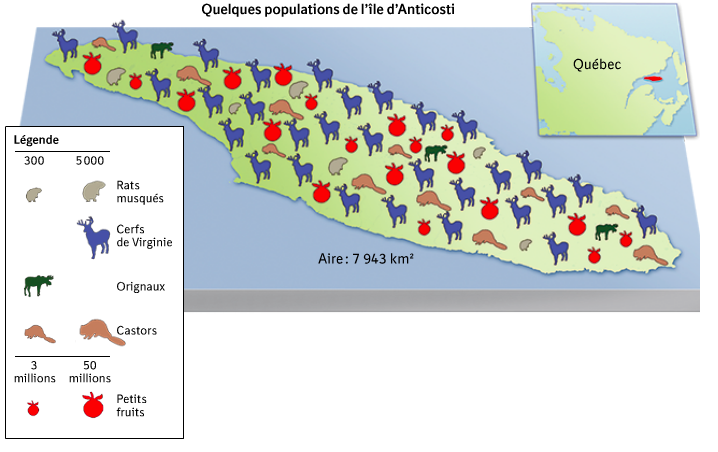 Quelques populations de l'île d'Anticosti
Québec
Légende
300 5 000
Rats
musqués
Cerfs
de Virginie
Orignaux
Castors
3
millions
50
millions
Petits
fruits
Aire : 7 943 km²